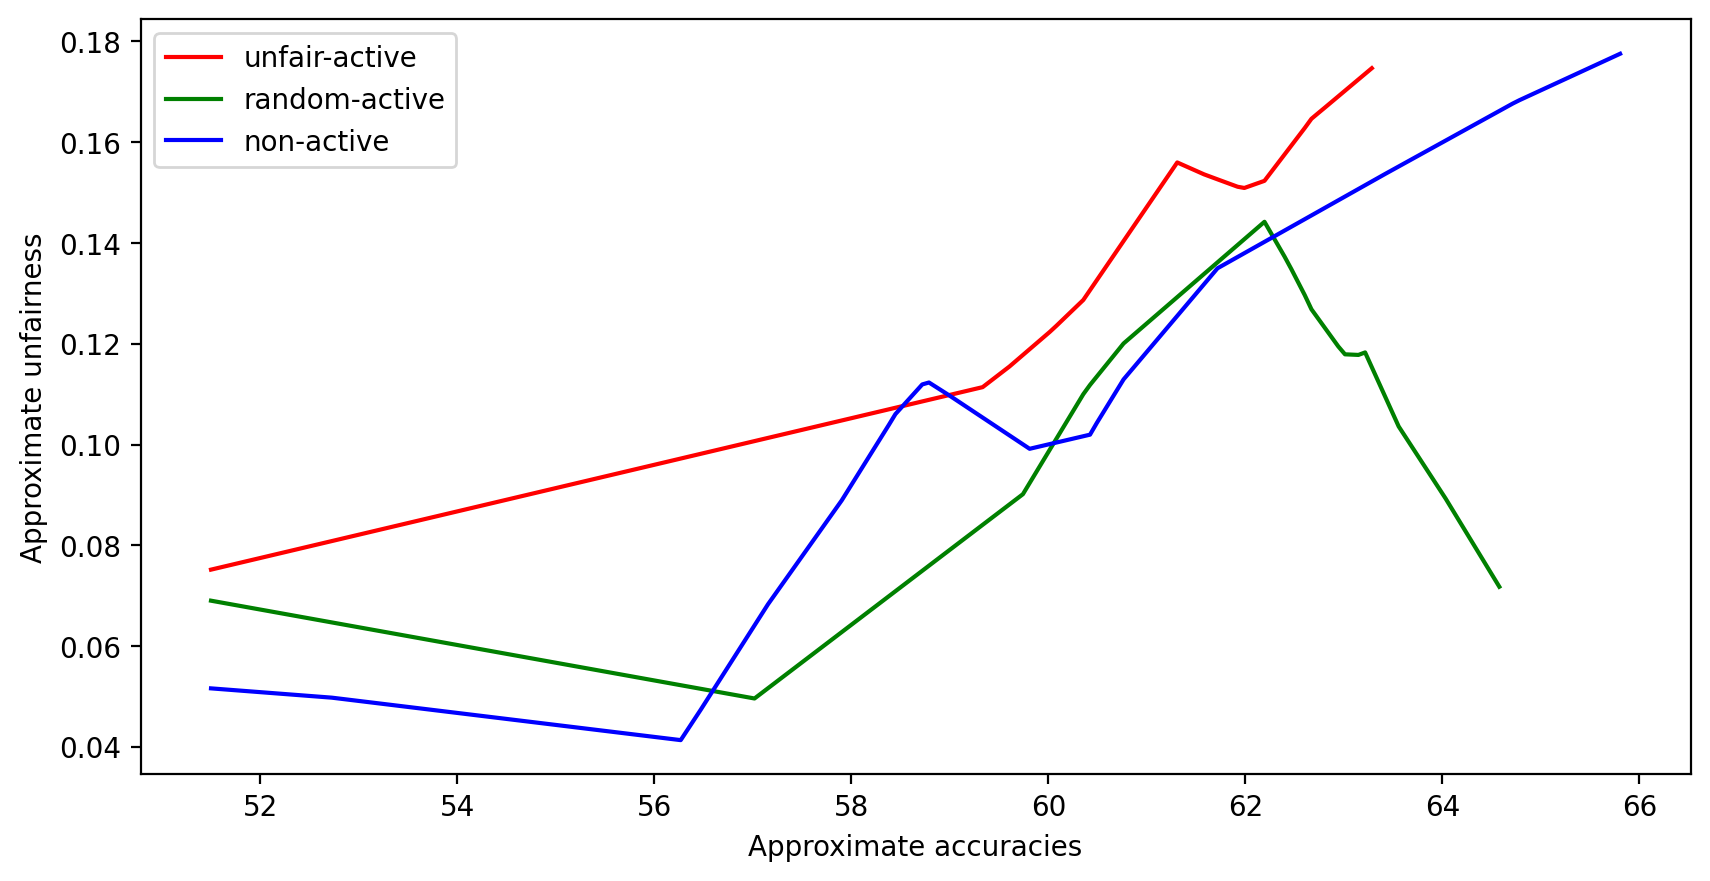 unfair-active
random-active
non-active
0.18
0.16
0.14
0.12
0.10
0.08
0.06
0.04
Approximate unfairness
52 54 56 58 60 62 64 66
Approximate accuracies